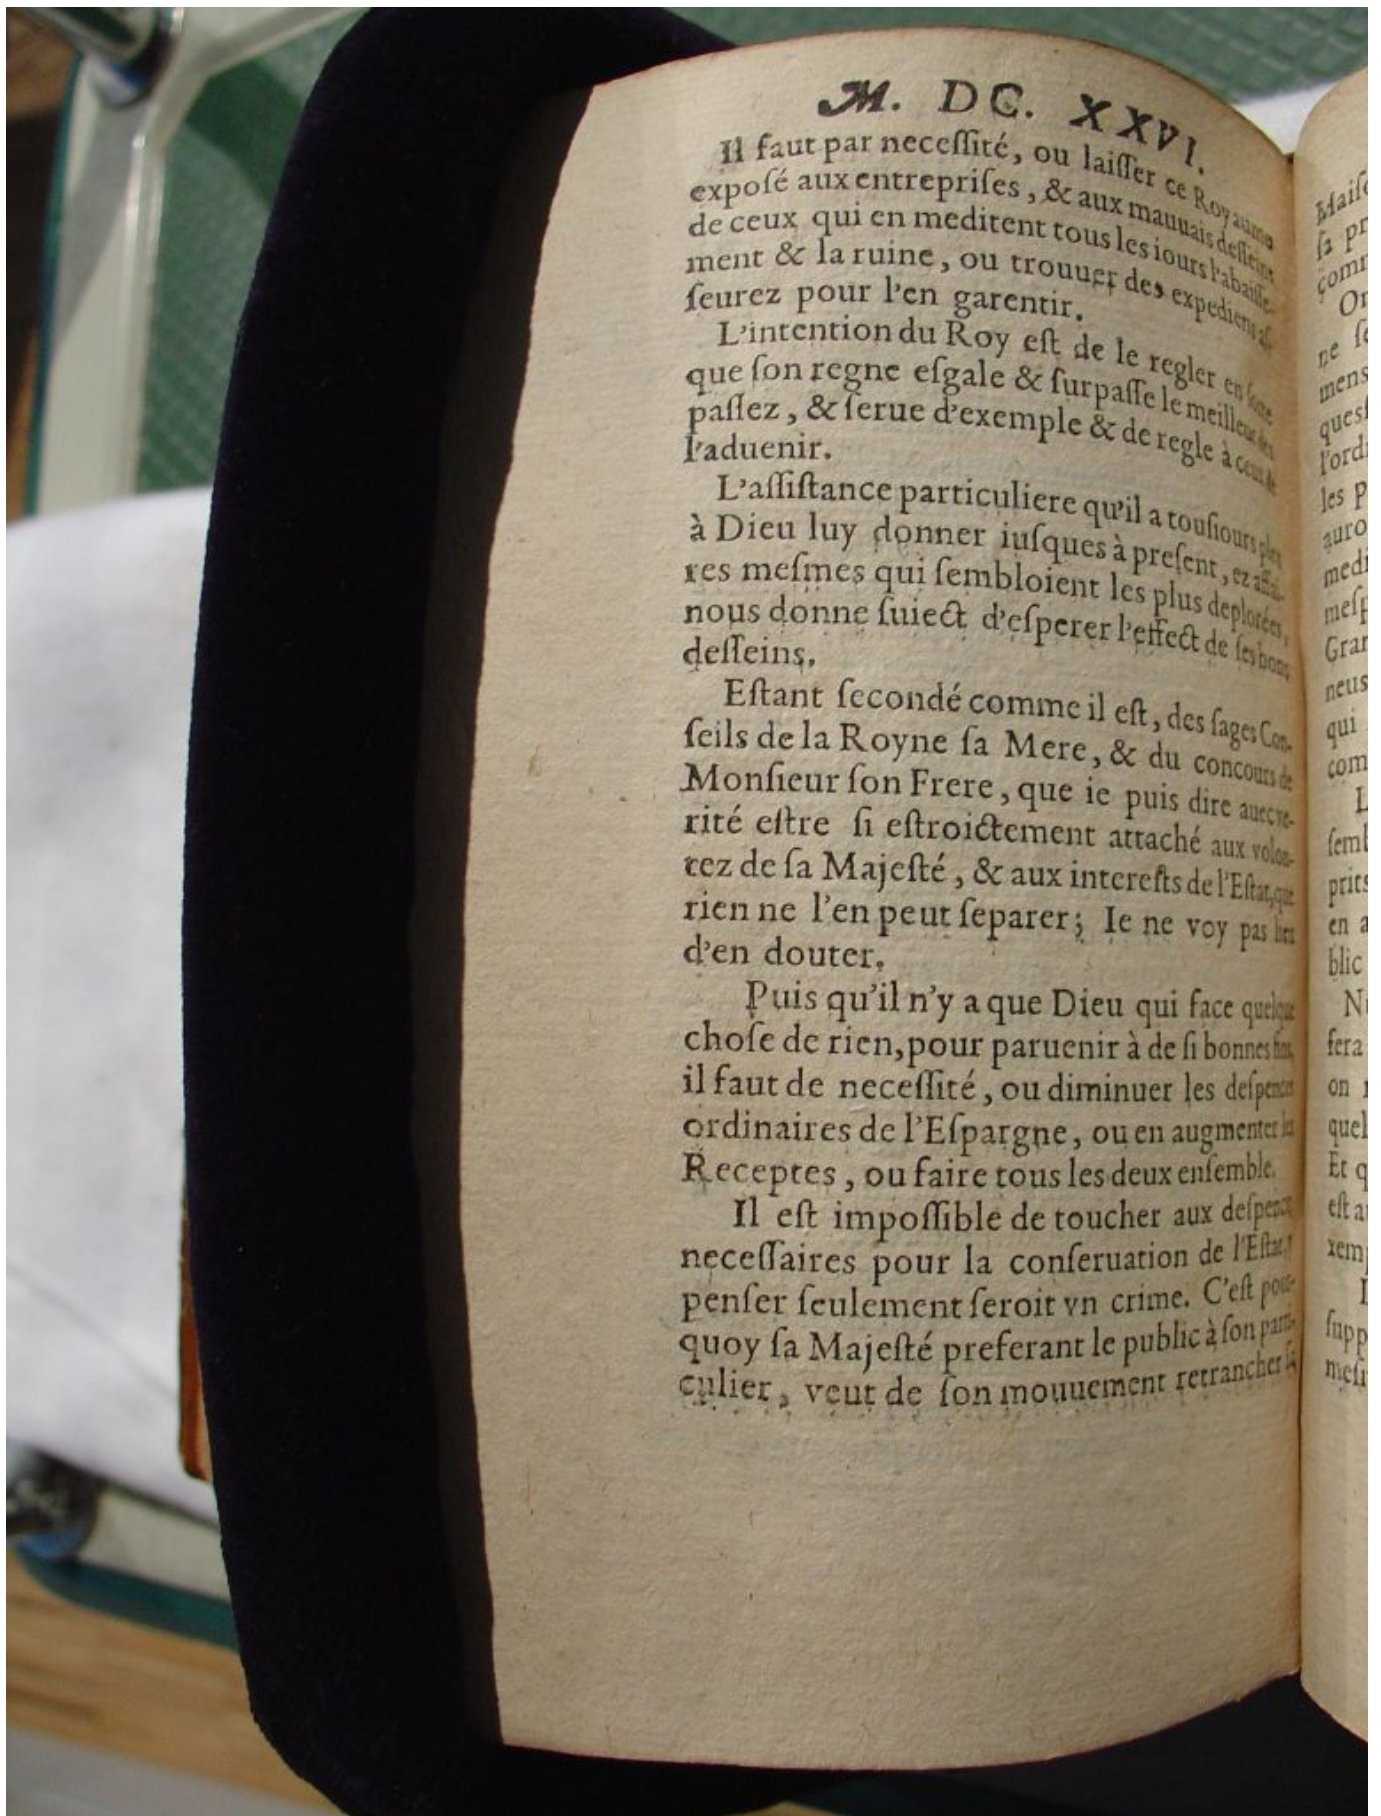 M. DC. XXVI.
Il faut par neceſſité, ou laiſſer ce Royaume
expoſé aux entrepriſes, & aux mauuais deſſeins
de ceux qui en meditent tous les iours l'abaiſſe-
ment & la ruine, ou trouuer des expediens aſ-
ſeurez pour l'en garentir.
L'intention du Roy eſt de le regler en ſorte
que ſon regne eſgale & ſurpaſſe le meilleur des
paſſez, & ſerue d'exemple & de regle à ceux de
l'aduenir.
L'aſſiſtance particuliere qu'il a touſiours pleu
à Dieu luy donner iuſques à preſent, ez affai-
res meſmes qui ſembloient les plus deplorées,
nous donne ſuiect d'eſperer l'effect de ſes bons
deſſeins.
Eſtant ſecondé comme il eſt, des ſages Con-
ſeils de la Royne ſa Mere, & du concours de
Monſieur ſon Frere, que ie puis dire auec ve-
rité eſtre ſi eſtroictement attaché aux volon-
tez de ſa Majeſté, & aux intereſts de l'Eſtat, que
rien ne l'en peut ſeparer; Ie ne voy pas lieu
d'en douter.
Puis qu'il n'y a que Dieu qui face quelque
choſe de rien, pour paruenir à de ſi bonnes fins,
il faut de neceſſité, ou diminuer les deſpences
ordinaires de l'Eſpargne, ou en augmenter les
Receptes, ou faire tous les deux enſemble.
Il eſt impoſſible de toucher aux deſpences
neceſſaires pour la conſeruation de l'Eſtat,
penſer ſeulement ſeroit vn crime. C'eſt pour-
quoy ſa Majeſté preferant le public à ſon parti-
culier, veut de ſon mouuement retrancher ſa